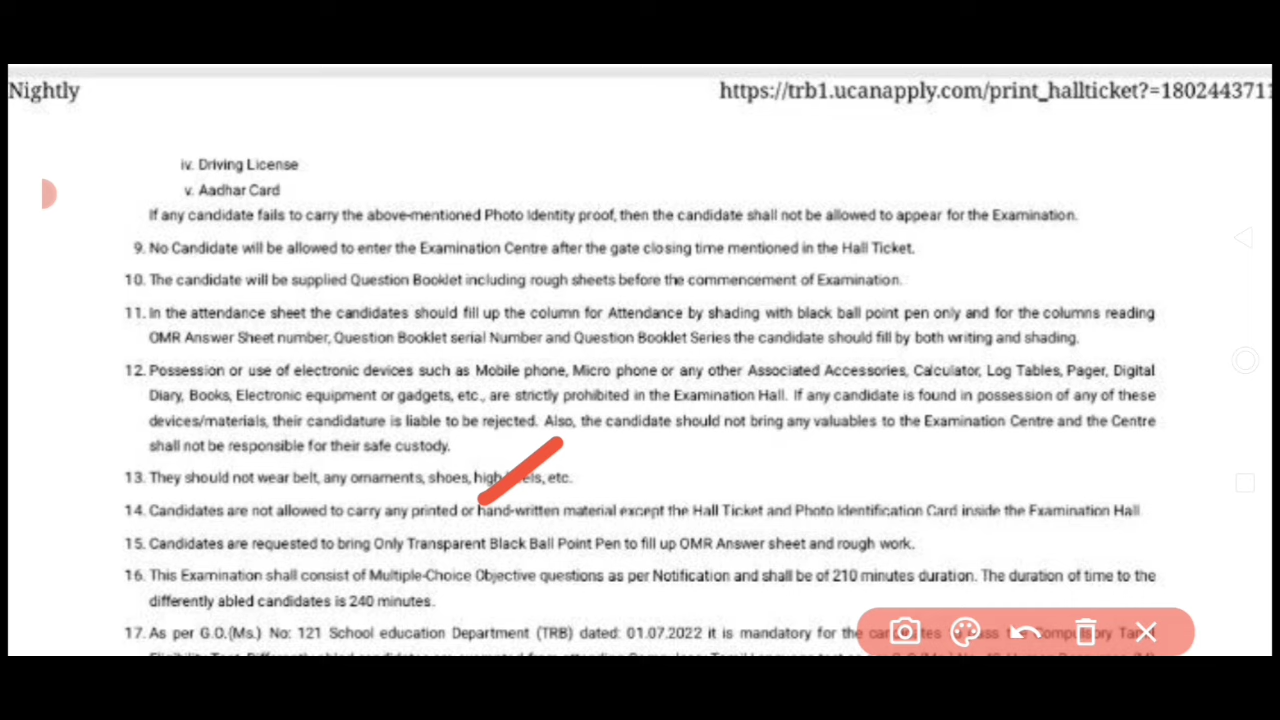 Nightly
https://trb1.ucanapply.com/print_hallticket?=180244371
iv. Driving License
v. Aadhar Card
If any candidate fails to carry the above-mentioned Photo Identity proof, then the candidate shall not be allowed to appear for the Examination.
9. No Candidate will be allowed to enter the Examination Centre after the gate closing time mentioned in the Hall Ticket.
10. The candidate will be supplied Question Booklet including rough sheets before the commencement of Examination.
11. In the attendance sheet the candidates should fill up the column for Attendance by shading with black ball point pen only and for the columns reading
OMR Answer Sheet number, Question Booklet serial Number and Question Booklet Series the candidate should fill by both writing and shading.
12. Possession or use of electronic devices such as Mobile phone, Micro phone or any other Associated Accessories, Calculator, Log Tables, Pager, Digital
Diary, Books, Electronic equipment or gadgets, etc., are strictly prohibited in the Examination Hall. If any candidate is found in possession of any of these
devices/materials, their candidature is liable to be rejected. Also, the candidate should not bring any valuables to the Examination Centre and the Centre
shall not be responsible for their safe custody.
13. They should not wear belt, any ornaments, shoes, high etc.
14. Candidates are not allowed to carry any printed or hand-written material except the Hall Ticket and Photo Identification Card inside the Examination Hall.
15. Candidates are requested to bring Only Transparent Black Ball Point Pen to fill up OMR Answer sheet and rough work.
16. This Examination shall consist of Multiple-Choice Objective questions as per Notification and shall be of 210 minutes duration. The duration of time to the
differently abled candidates is 240 minutes.
17. As per G.O.(Ms.) No: 121 School education Department (TRB) dated: 01.07.2022 it is mandatory for the Compulsory Tamil